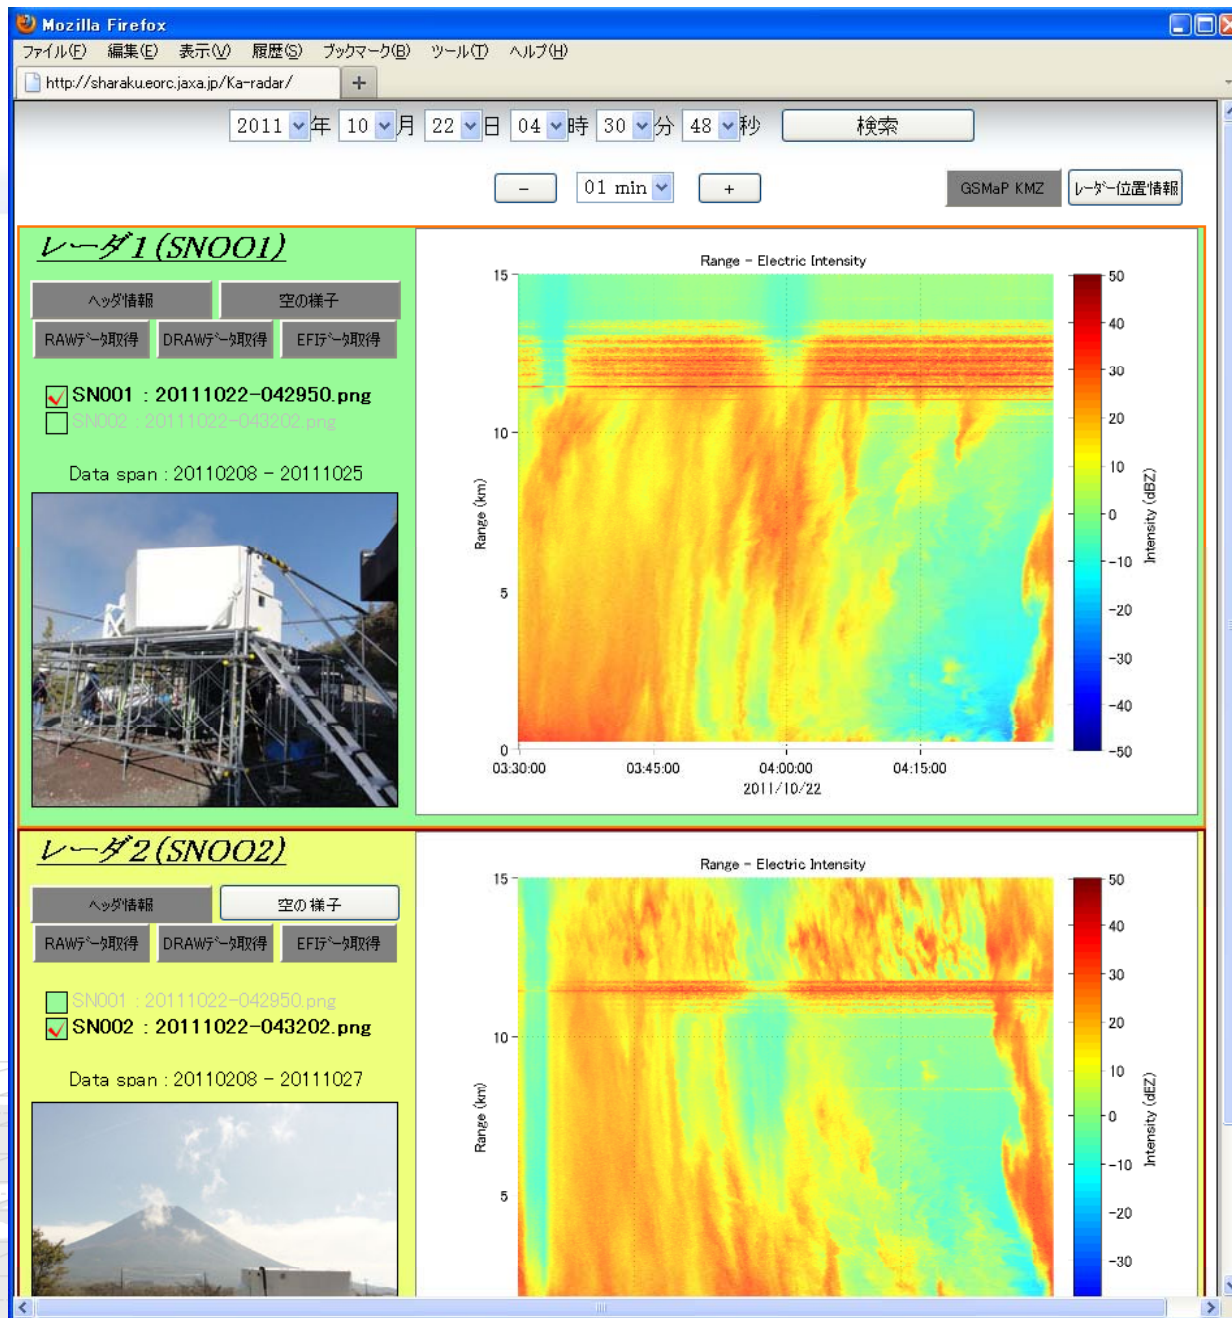 Mozilla Firefox
ファイル(F) 編集(E) 表示(V) 履歴(S) ブックマーク(B) ツール(T) ヘルプ(H)
http://sharaku.eorc.jaxa.jp/Ka-radar/ +
2011 年 10 月 22 日 04 時 30 分 48 秒 検索
- 01 min + GSMaP KMZ レーダー位置情報
レーダ1(SN001)
ヘッダ情報 空の様子
RAWデータ取得 DRAWデータ取得 EFIデータ取得
SN001 : 20111022-042950.png
SN002 : 20111022-043202.png
Data span : 20110208 - 20111025
Range - Electric Intensity
15
10
5
0
Range (km)
03:30:00 03:45:00 04:00:00 04:15:00
2011/10/22
50
40
30
20
10
0
-10
-20
-30
-40
-50
Intensity (dBZ)
レーダ2(SN002)
ヘッダ情報 空の様子
RAWデータ取得 DRAWデータ取得 EFIデータ取得
SN001 : 20111022-042950.png
SN002 : 20111022-043202.png
Data span : 20110208 - 20111027
Range - Electric Intensity
15
10
5
Range (km)
50
40
30
20
10
0
-10
-20
-30
Intensity (dBZ)